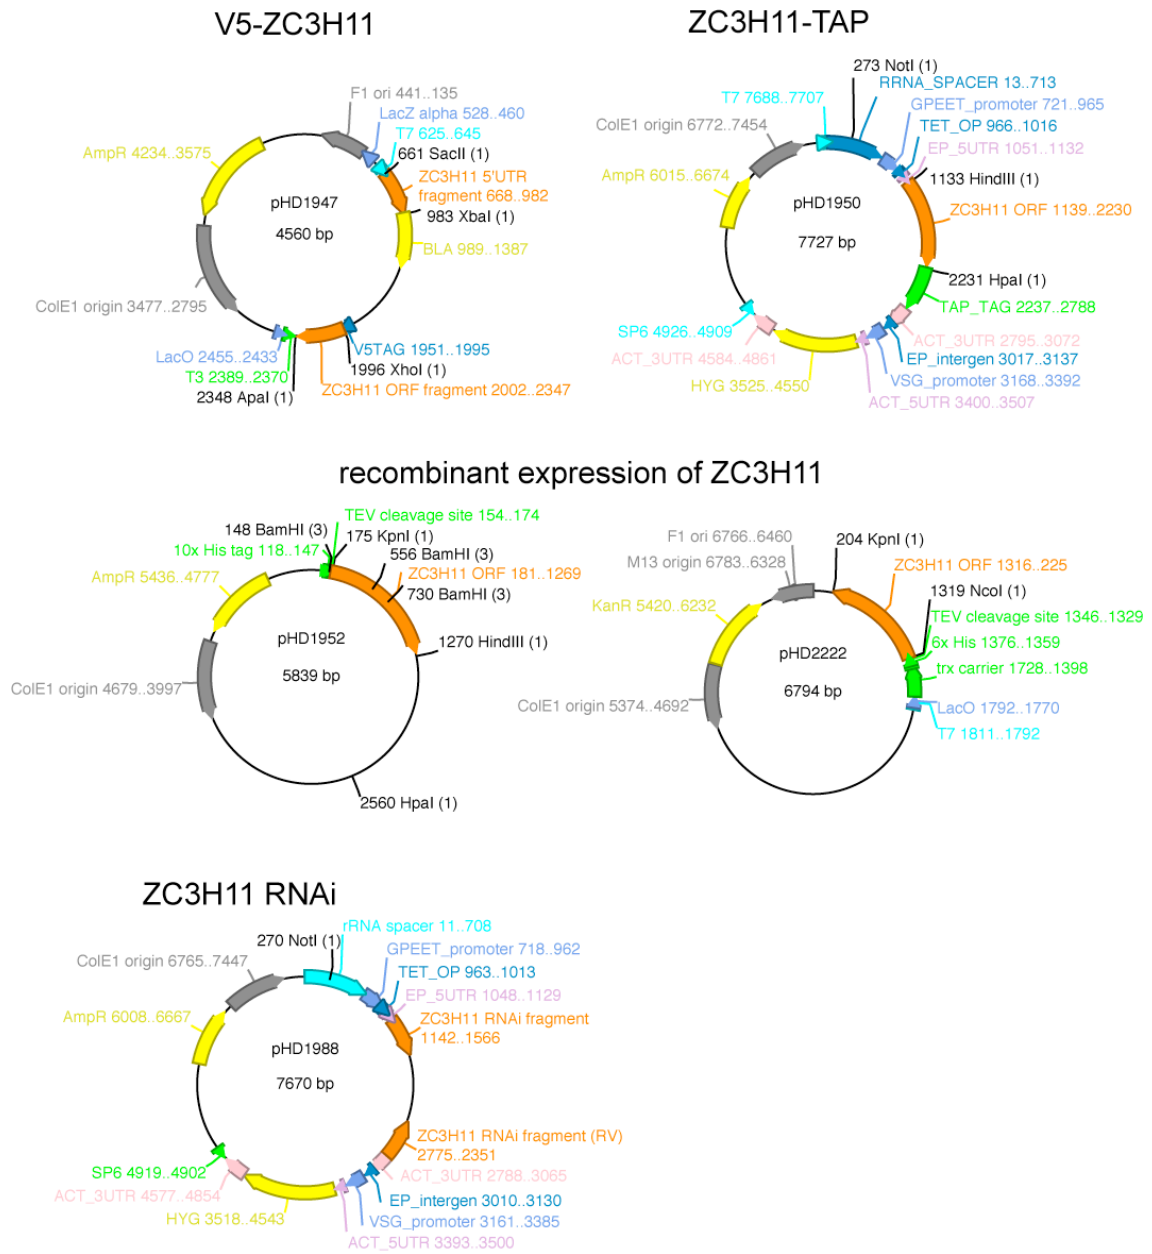 V5-ZC3H11
F1 ori 441..135
LacZ alpha 528..460
T7 625..645
661 SacII (1)
ZC3H11 5'UTR
fragment 668..982
983 XbaI (1)
BLA 989..1387
AmpR 4234..3575
pHD1947
4560 bp
ColE1 origin 3477..2795
LacO 2455..2433
T3 2389..2370
2348 ApaI (1)
V5TAG 1951..1995
1996 XhoI (1)
ZC3H11 ORF fragment 2002..2347
ZC3H11-TAP
273 NotI (1)
RRNA_SPACER 13..713
T7 7688..7707
GPEET_promoter 721..965
ColE1 origin 6772..7454
TET_OP 966..1016
EP_5UTR 1051..1132
AmpR 6015..6674
1133 HindIII (1)
pHD1950
7727 bp
ZC3H11 ORF 1139..2230
2231 HpaI (1)
TAP_TAG 2237..2788
SP6 4926..4909
ACT_3UTR 2795..3072
ACT_3UTR 4584..4861
EP_intergen 3017..3137
HYG 3525..4550
VSG_promoter 3168..3392
ACT_5UTR 3400..3507
recombinant expression of ZC3H11
TEV cleavage site 154..174
148 BamHI (3)
175 KpnI (1)
10x His tag 118..147
556 BamHI (3)
ZC3H11 ORF 181..1269
AmpR 5436..4777
730 BamHI (3)
pHD1952
5839 bp
1270 HindIII (1)
ColE1 origin 4679..3997
2560 HpaI (1)
F1 ori 6766..6460
M13 origin 6783..6328
204 KpnI (1)
ZC3H11 ORF 1316..225
KanR 5420..6232
1319 NcoI (1)
TEV cleavage site 1346..1329
6x His 1376..1359
pHD2222
6794 bp
trx carrier 1728..1398
ColE1 origin 5374..4692
LacO 1792..1770
T7 1811..1792
ZC3H11 RNAi
270 NotI (1)
rRNA spacer 11..708
GPEET_promoter 718..962
ColE1 origin 6765..7447
TET_OP 963..1013
EP_5UTR 1048..1129
AmpR 6008..6667
ZC3H11 RNAi fragment
1142..1566
pHD1988
7670 bp
ZC3H11 RNAi fragment (RV)
2775..2351
SP6 4919..4902
ACT_3UTR 2788..3065
ACT_3UTR 4577..4854
EP_intergen 3010..3130
HYG 3518..4543
VSG_promoter 3161..3385
ACT_5UTR 3393..3500